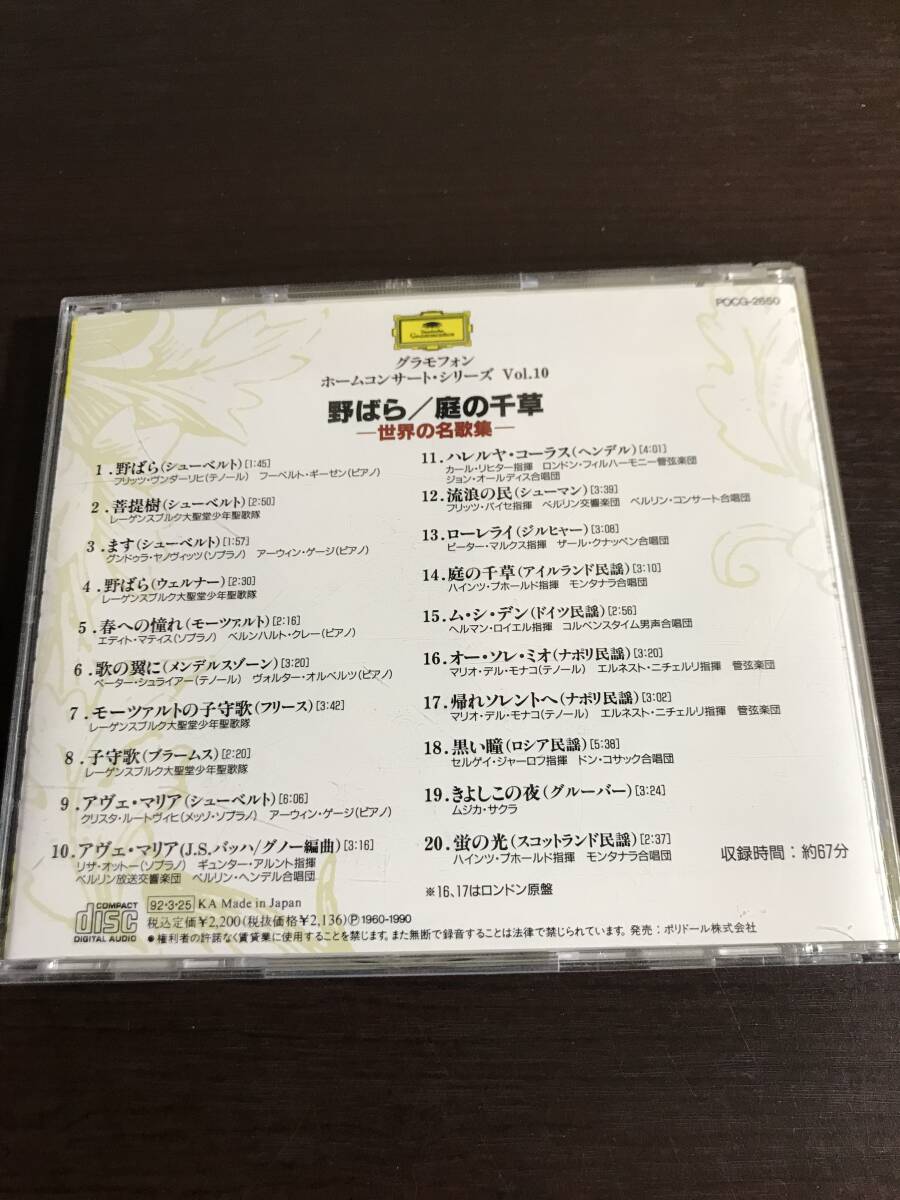 POCG-2650
Deutsche
Grammophon
グラモフォン
ホームコンサート・シリーズ Vol.10
野ばら/庭の千草
—世界の名歌集—
1.野ばら(シューベルト)[1:45]
フリッツ・ヴンダーリヒ(テノール) フーベルト・ギーゼン(ピアノ)
2.菩提樹(シューベルト)[2:50]
レーゲンスブルク大聖堂少年聖歌隊
3.ます(シューベルト)[1:57]
グンドゥラ・ヤノヴィッツ(ソプラノ) アーウィン・ゲージ(ピアノ)
4.野ばら(ウェルナー)[2:30]
レーゲンスブルク大聖堂少年聖歌隊
5.春への憧れ(モーツァルト)[2:16]
エディト・マティス(ソプラノ) ベルンハルト・クレー(ピアノ)
6.歌の翼に(メンデルスゾーン)[3:20]
ペーター・シュライアー(テノール) ヴォルター・オルベルツ(ピアノ)
7.モーツァルトの子守歌(フリース)[3:42]
レーゲンスブルク大聖堂少年聖歌隊
8.子守歌(ブラームス)[2:20]
レーゲンスブルク大聖堂少年聖歌隊
9.アヴェ・マリア(シューベルト)[6:06]
クリスタ・ルートヴィヒ(メッゾ・ソプラノ) アーウィン・ゲージ(ピアノ)
10.アヴェ・マリア(J.S.バッハ/グノー編曲)[3:16]
リサ・オットー(ソプラノ) ギュンター・アルント指揮
ベルリン放送交響楽団 ベルリン・ヘンデル合唱団
11.ハレルヤ・コーラス(ヘンデル)[4:01]
カール・リヒター指揮 ロンドン・フィルハーモニー管弦楽団
ジョン・オールディス合唱団
12.流浪の民(シューマン)[3:39]
フリッツ・バイセ指揮 ベルリン交響楽団 ベルリン・コンサート合唱団
13.ローレライ(ジルヒャー)[3:08]
ピーター・マルクス指揮 ザール・クナッペン合唱団
14.庭の千草(アイルランド民謡)[3:10]
ハインツ・ブホールド指揮 モンタナラ合唱団
15.ム・シ・デン(ドイツ民謡)[2:56]
ヘルマン・ロイエル指揮 コルベンスタイム男声合唱団
16.オー・ソレ・ミオ(ナポリ民謡)[3:20]
マリオ・デル・モナコ(テノール) エルネスト・ニチェルリ指揮 管弦楽団
17.帰れソレントへ(ナポリ民謡)[3:02]
マリオ・デル・モナコ(テノール) エルネスト・ニチェルリ指揮 管弦楽団
18.黒い瞳(ロシア民謡)[5:38]
セルゲイ・ジャーロフ指揮 ドン・コサック合唱団
19.きよしこの夜(グルーバー)[3:24]
ムジカ・サクラ
20.蛍の光(スコットランド民謡)[2:37]
ハインツ・ブホールド指揮 モンタナラ合唱団
収録時間:約67分
※16、17はロンドン原盤
COMPACT
disc
DIGITAL AUDIO
92・3・25 KA Made in Japan
税込定価¥2,200(税抜価格¥2,136)Ⓟ1960-1990
●権利者の許諾なく賃貸業に使用することを禁じます。また無断で録音することは法律で禁じられています。発売:ポリドール株式会社